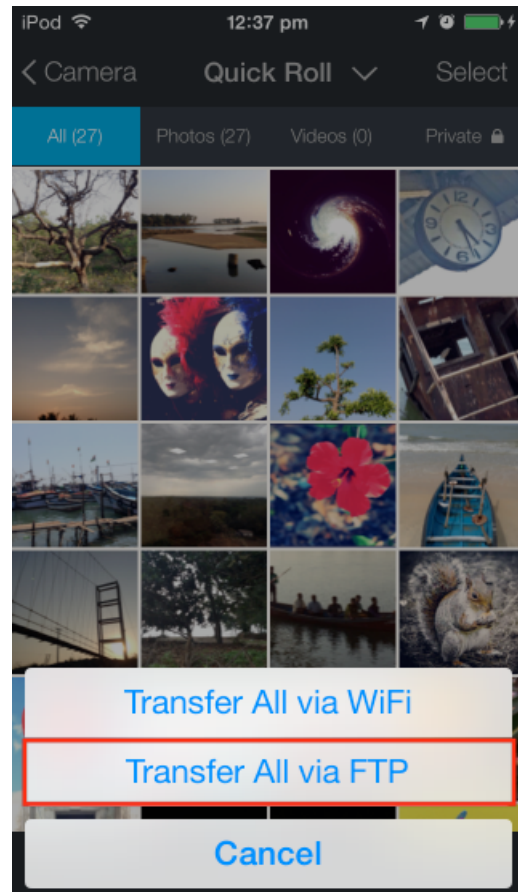 iPod 12:37 pm
Camera Quick Roll Select
All (27) Photos (27) Videos (0) Private
Transfer All via WiFi
Transfer All via FTP
Cancel